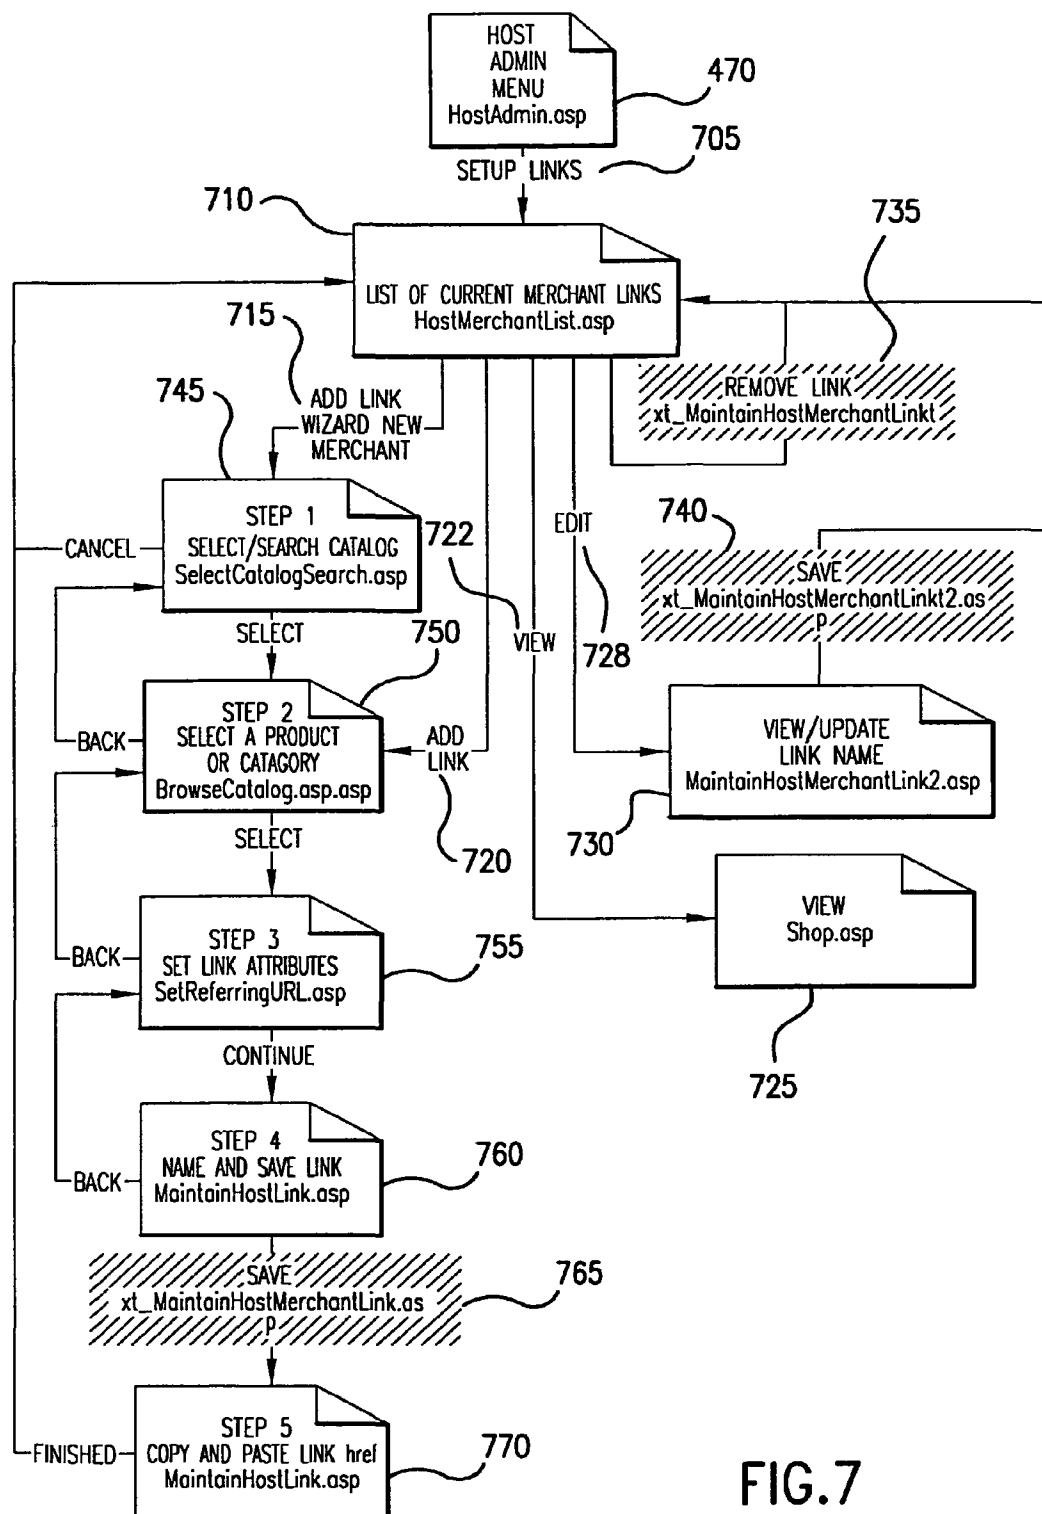 HOST
ADMIN
MENU
HostAdmin.asp
470
SETUP LINKS
705
710
735
LIST OF CURRENT MERCHANT LINKS
HostMerchantList.asp
715
REMOVE LINK
xt_MaintainHostMerchantLinkt
745
ADD LINK
WIZARD NEW
MERCHANT
STEP 1
SELECT/SEARCH CATALOG
SelectCatalogSearch.asp
CANCEL
722
EDIT
740
SAVE
xt_MaintainHostMerchantLinkt2.as
p
SELECT
750
VIEW
728
STEP 2
SELECT A PRODUCT
OR CATAGORY
BrowseCatalog.asp.asp
BACK
ADD
LINK
VIEW/UPDATE
LINK NAME
MaintainHostMerchantLink2.asp
SELECT
720
730
STEP 3
SET LINK ATTRIBUTES
SetReferringURL.asp
BACK
755
VIEW
Shop.asp
CONTINUE
725
STEP 4
NAME AND SAVE LINK
MaintainHostLink.asp
BACK
760
SAVE
xt_MaintainHostMerchantLink.as
p
765
STEP 5
COPY AND PASTE LINK href
MaintainHostLink.asp
FINISHED
770
FIG.7